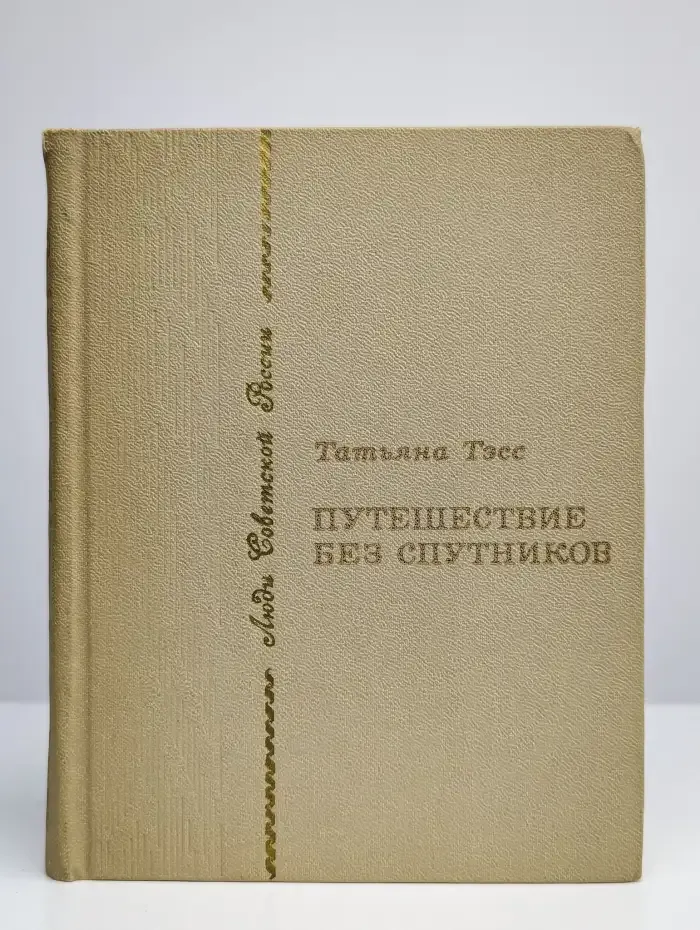 Люди Советской России
Татьяна Тэсс
ПУТЕШЕСТВИЕ
БЕЗ СПУТНИКОВ